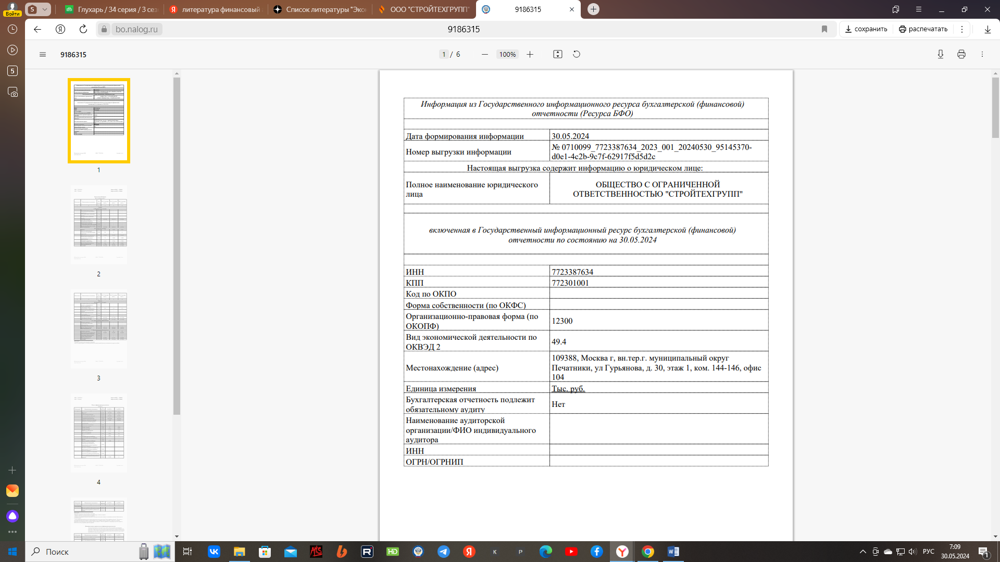 5
Глухарь / 34 серия / 3 сез
литература финансовый
Список литературы "Экон
ООО "СТРОЙТЕХГРУПП"
9186315
Войти
bo.nalog.ru
9186315
сохранить
распечатать
5
9186315
1 / 6
100%
1
2
3
4
Информация из Государственного информационного ресурса бухгалтерской (финансовой)
отчетности (Ресурса БФО)
Дата формирования информации
30.05.2024
Номер выгрузки информации
№ 0710099_7723387634_2023_001_20240530_95145370-
d0e1-4c2b-9c7f-62917f5d5d2c
Настоящая выгрузка содержит информацию о юридическом лице:
Полное наименование юридического
лица
ОБЩЕСТВО С ОГРАНИЧЕННОЙ
ОТВЕТСТВЕННОСТЬЮ "СТРОЙТЕХГРУПП"
включенная в Государственный информационный ресурс бухгалтерской (финансовой)
отчетности по состоянию на 30.05.2024
ИНН
7723387634
КПП
772301001
Код по ОКПО
Форма собственности (по ОКФС)
Организационно-правовая форма (по
ОКОПФ)
12300
Вид экономической деятельности по
ОКВЭД 2
49.4
Местонахождение (адрес)
109388, Москва г, вн.тер.г. муниципальный округ
Печатники, ул Гурьянова, д. 30, этаж 1, ком. 144-146, офис
104
Единица измерения
Тыс. руб.
Бухгалтерская отчетность подлежит
обязательному аудиту
Нет
Наименование аудиторской
организации/ФИО индивидуального
аудитора
ИНН
ОГРН/ОГРНИП
Поиск
HD
К
Р
РУС
7:09
30.05.2024
1